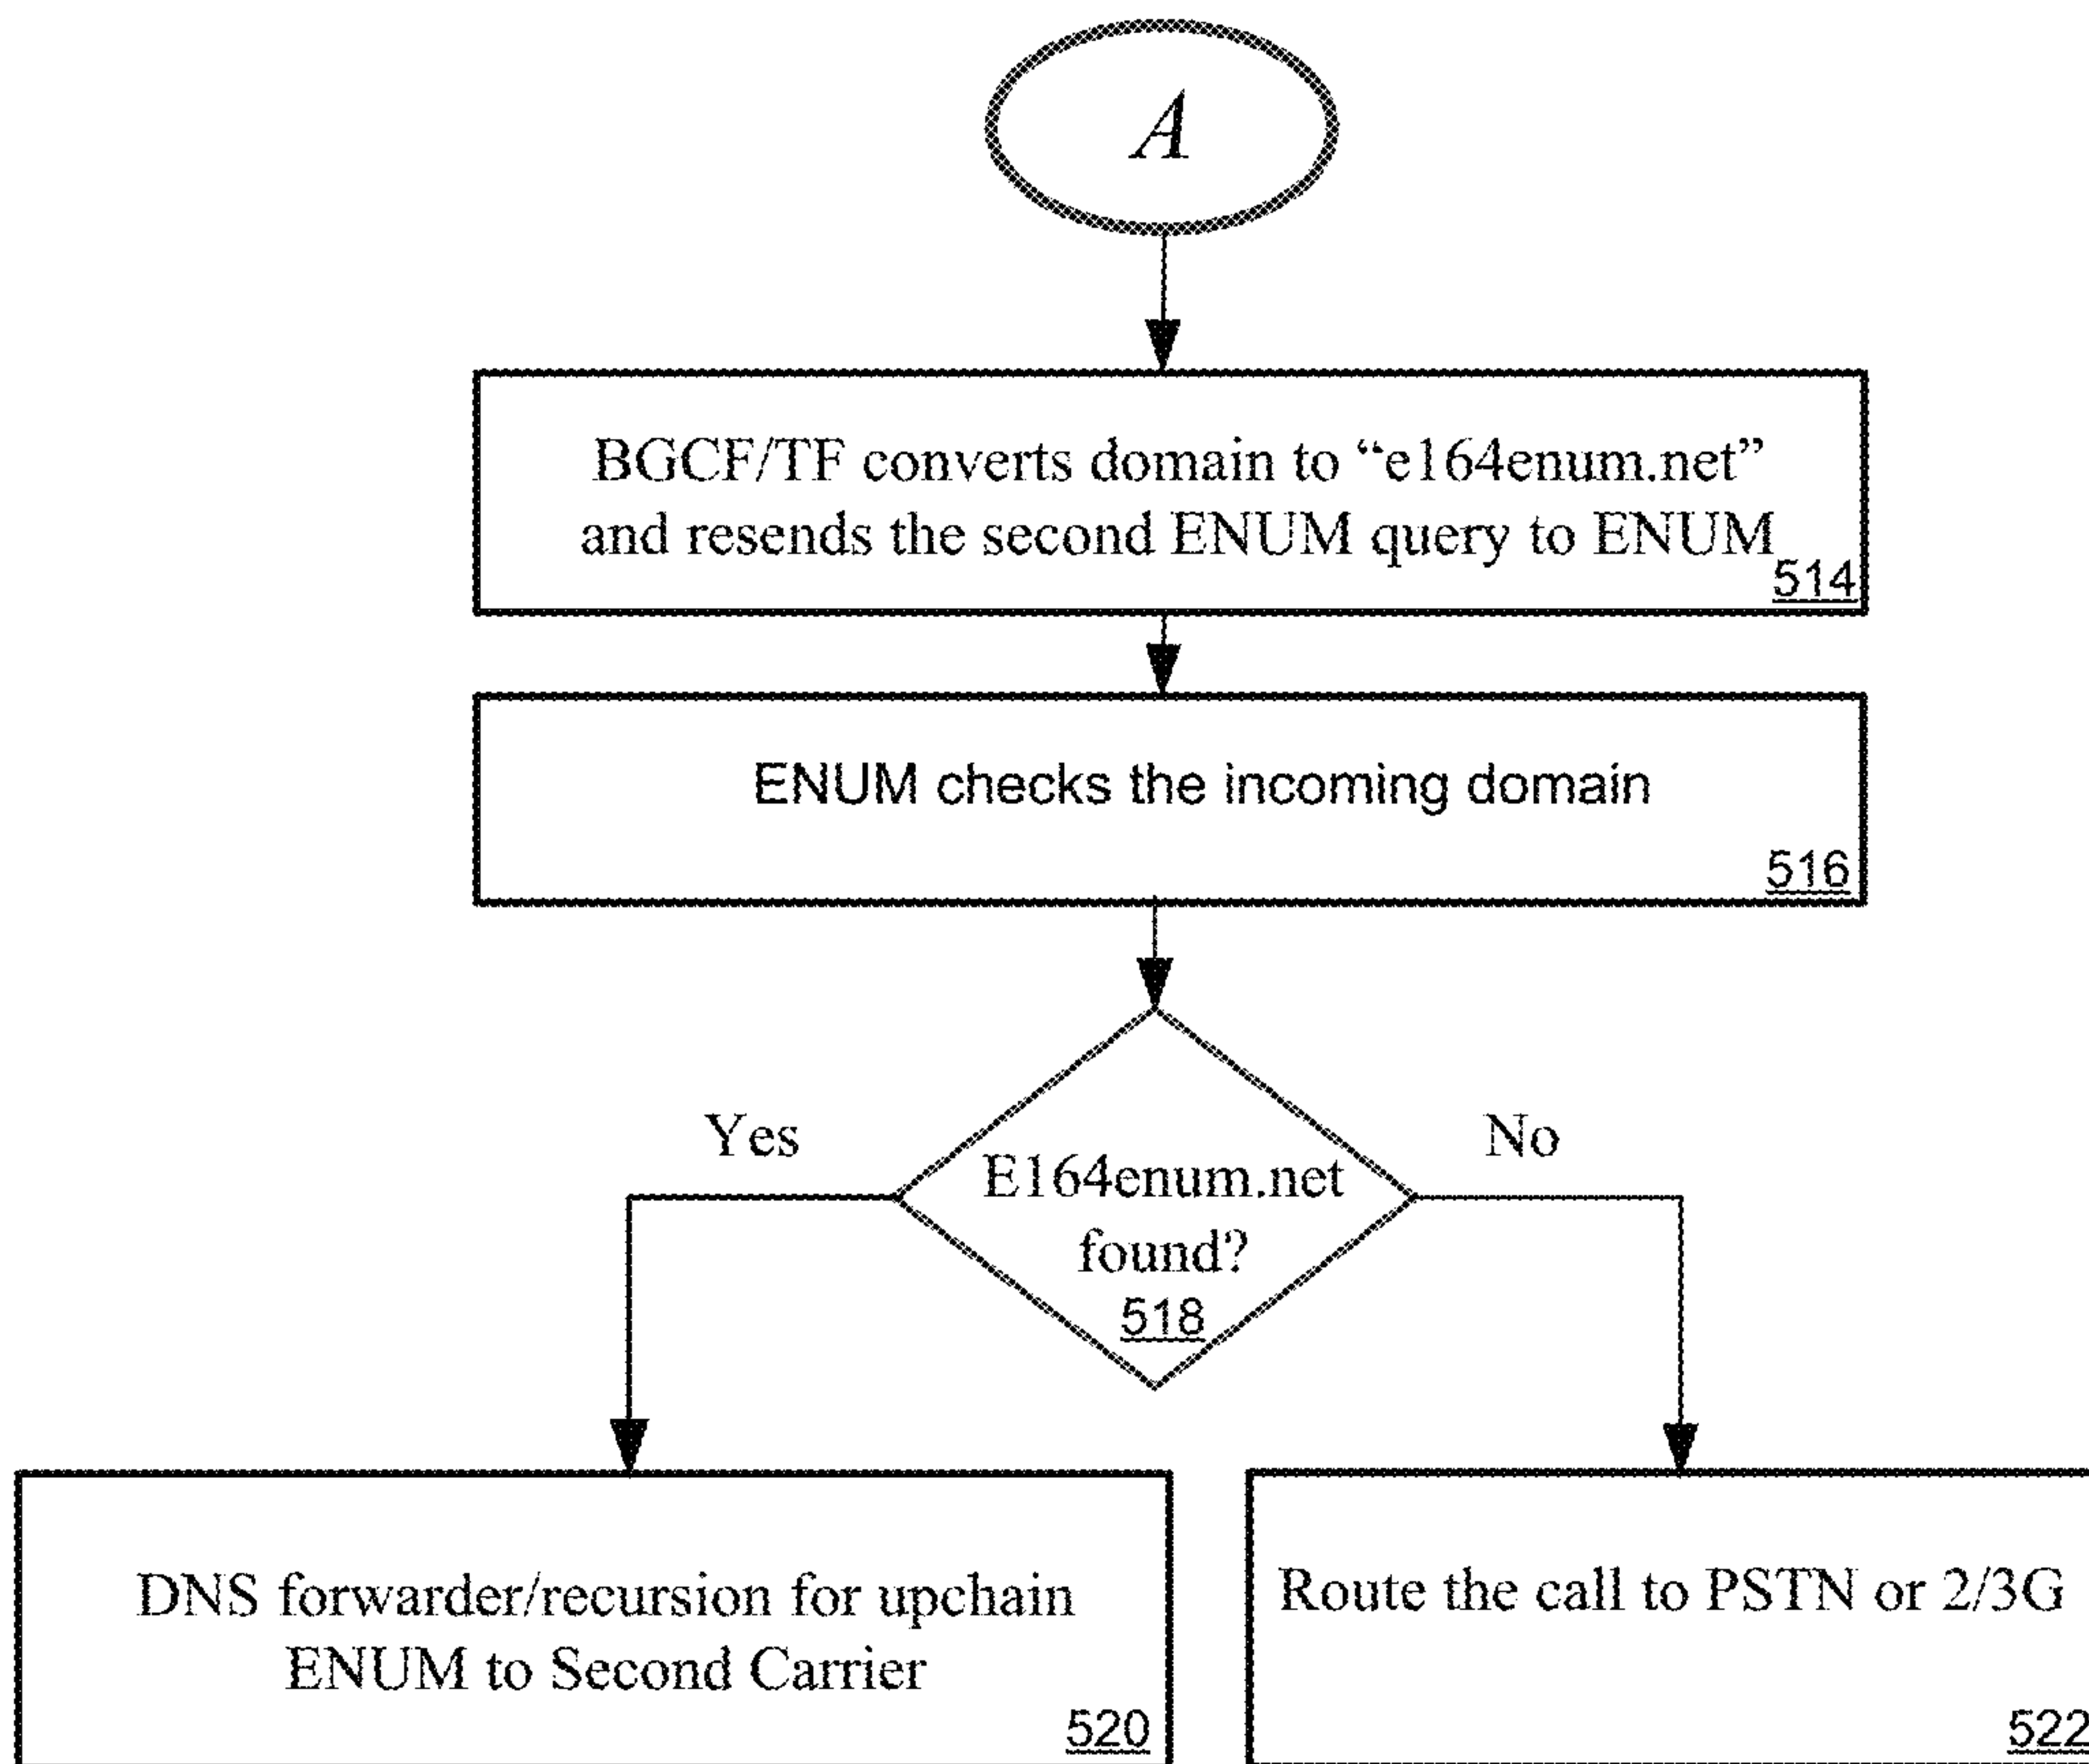 A
BGCF/TF converts domain to “e164enum.net”
and resends the second ENUM query to ENUM
514
ENUM checks the incoming domain
516
Yes
No
E164enum.net
found?
518
DNS forwarder/recursion for upchain
ENUM to Second Carrier
520
Route the call to PSTN or 2/3G
522